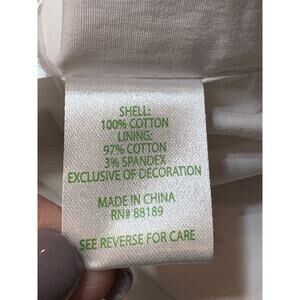 SHELL:
100% COTTON
LINING:
97% COTTON
3% SPANDEX
EXCLUSIVE OF DECORATION
MADE IN CHINA
RN# 88189
SEE REVERSE FOR CARE